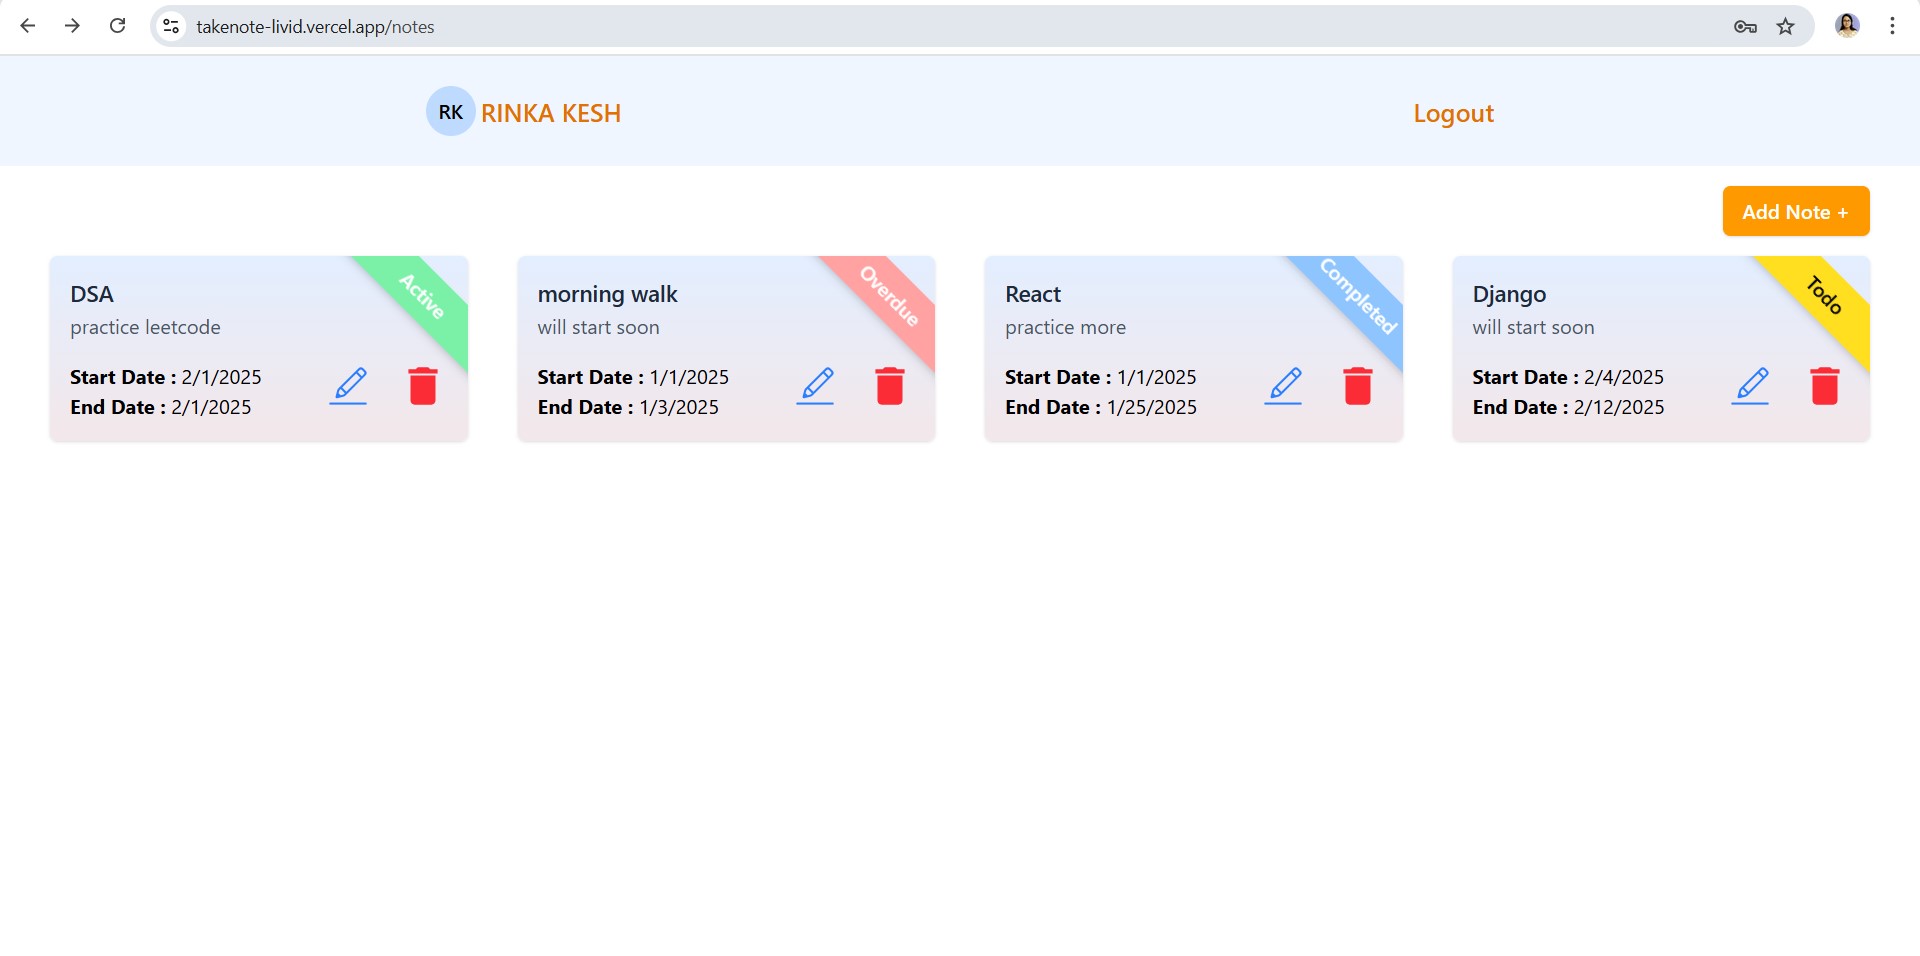 takenote-livid.vercel.app/notes
RK RINKA KESH
Logout
Add Note +
DSA
Active
practice leetcode
Start Date : 2/1/2025
End Date : 2/1/2025
morning walk
Overdue
will start soon
Start Date : 1/1/2025
End Date : 1/3/2025
React
Completed
practice more
Start Date : 1/1/2025
End Date : 1/25/2025
Django
Todo
will start soon
Start Date : 2/4/2025
End Date : 2/12/2025